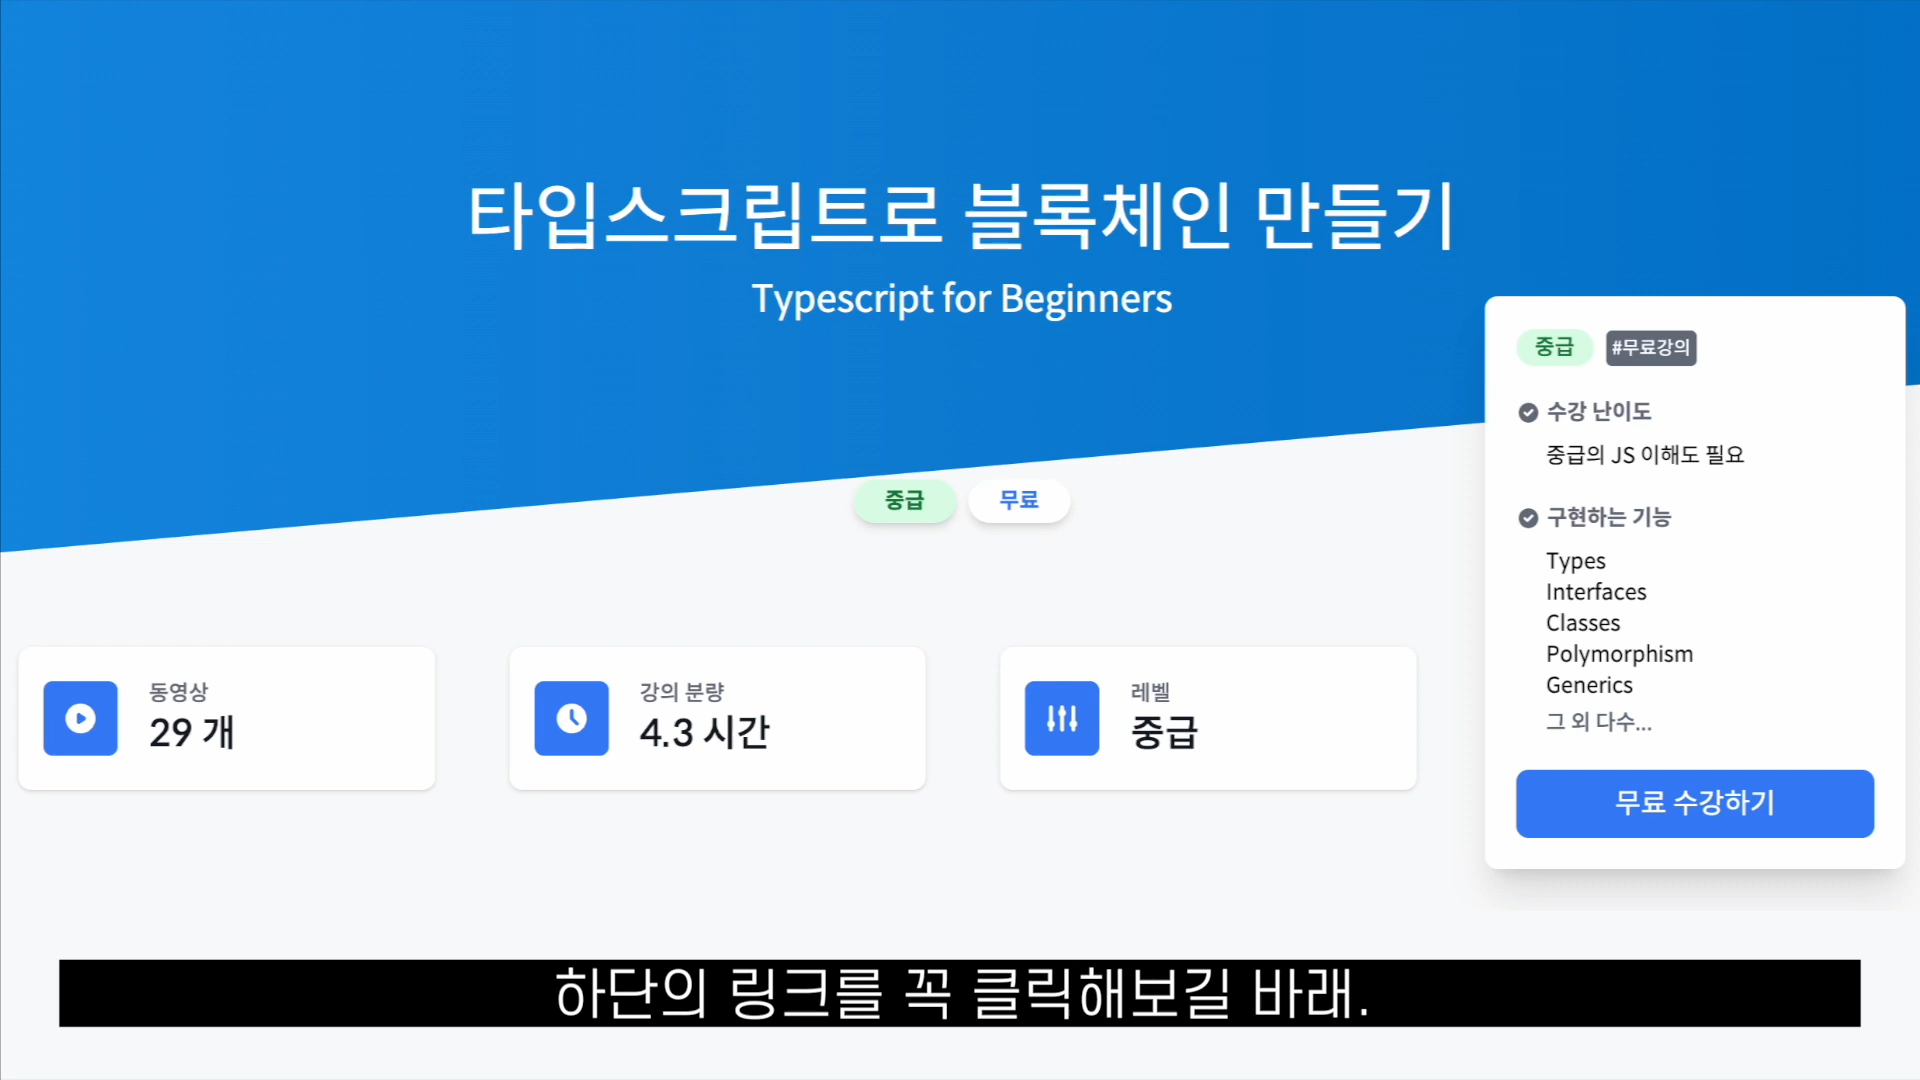 타입스크립트로 블록체인 만들기
Typescript for Beginners
중급 무료
동영상
29 개
강의 분량
4.3 시간
레벨
중급
중급 #무료강의
수강 난이도
중급의 JS 이해도 필요
구현하는 기능
Types
Interfaces
Classes
Polymorphism
Generics
그 외 다수...
무료 수강하기
하단의 링크를 꼭 클릭해보길 바래.